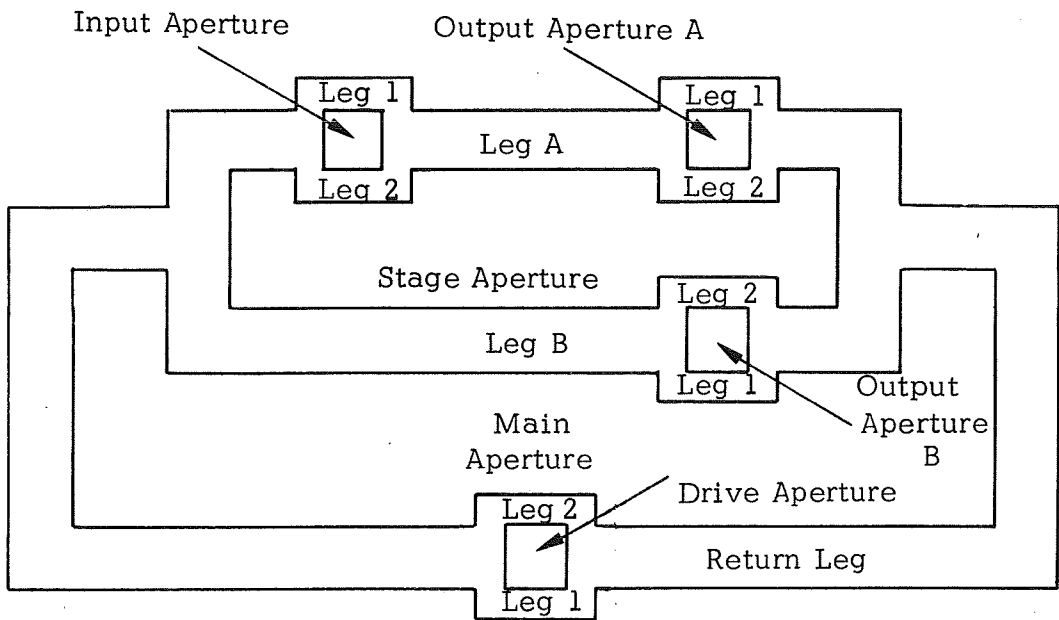 Input Aperture
Output Aperture A
Leg 1
Leg 1
Leg A
Leg 2
Leg 2
Stage Aperture
Leg 2
Leg B
Leg 1
Output
Aperture
B
Main
Aperture
Drive Aperture
Leg 2
Return Leg
Leg 1